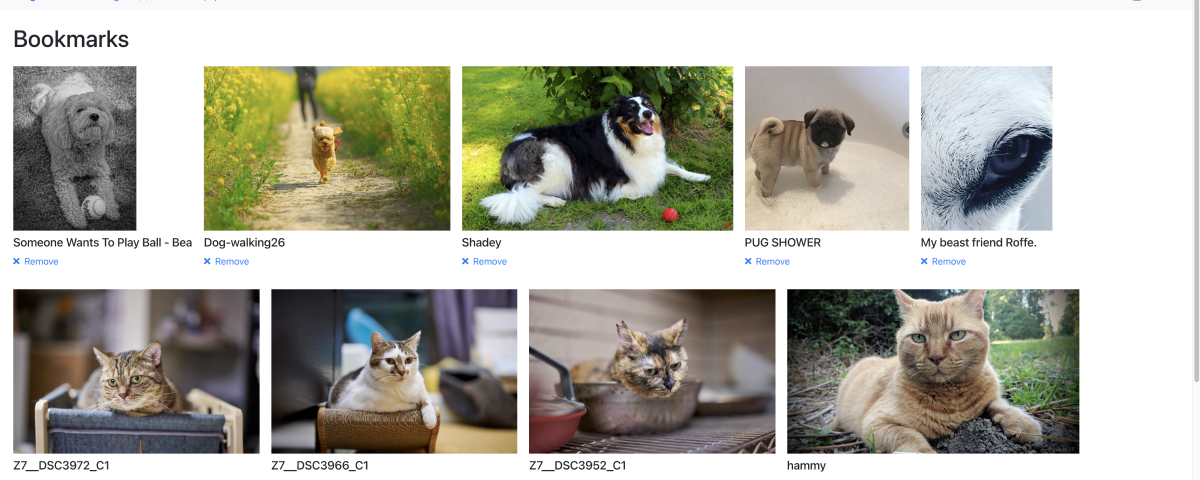 Bookmarks
Someone Wants To Play Ball - Bea
Dog-walking26
Shadey
PUG SHOWER
My beast friend Roffe.
× Remove
× Remove
× Remove
× Remove
× Remove
Z7__DSC3972_C1
Z7__DSC3966_C1
Z7__DSC3952_C1
hammy